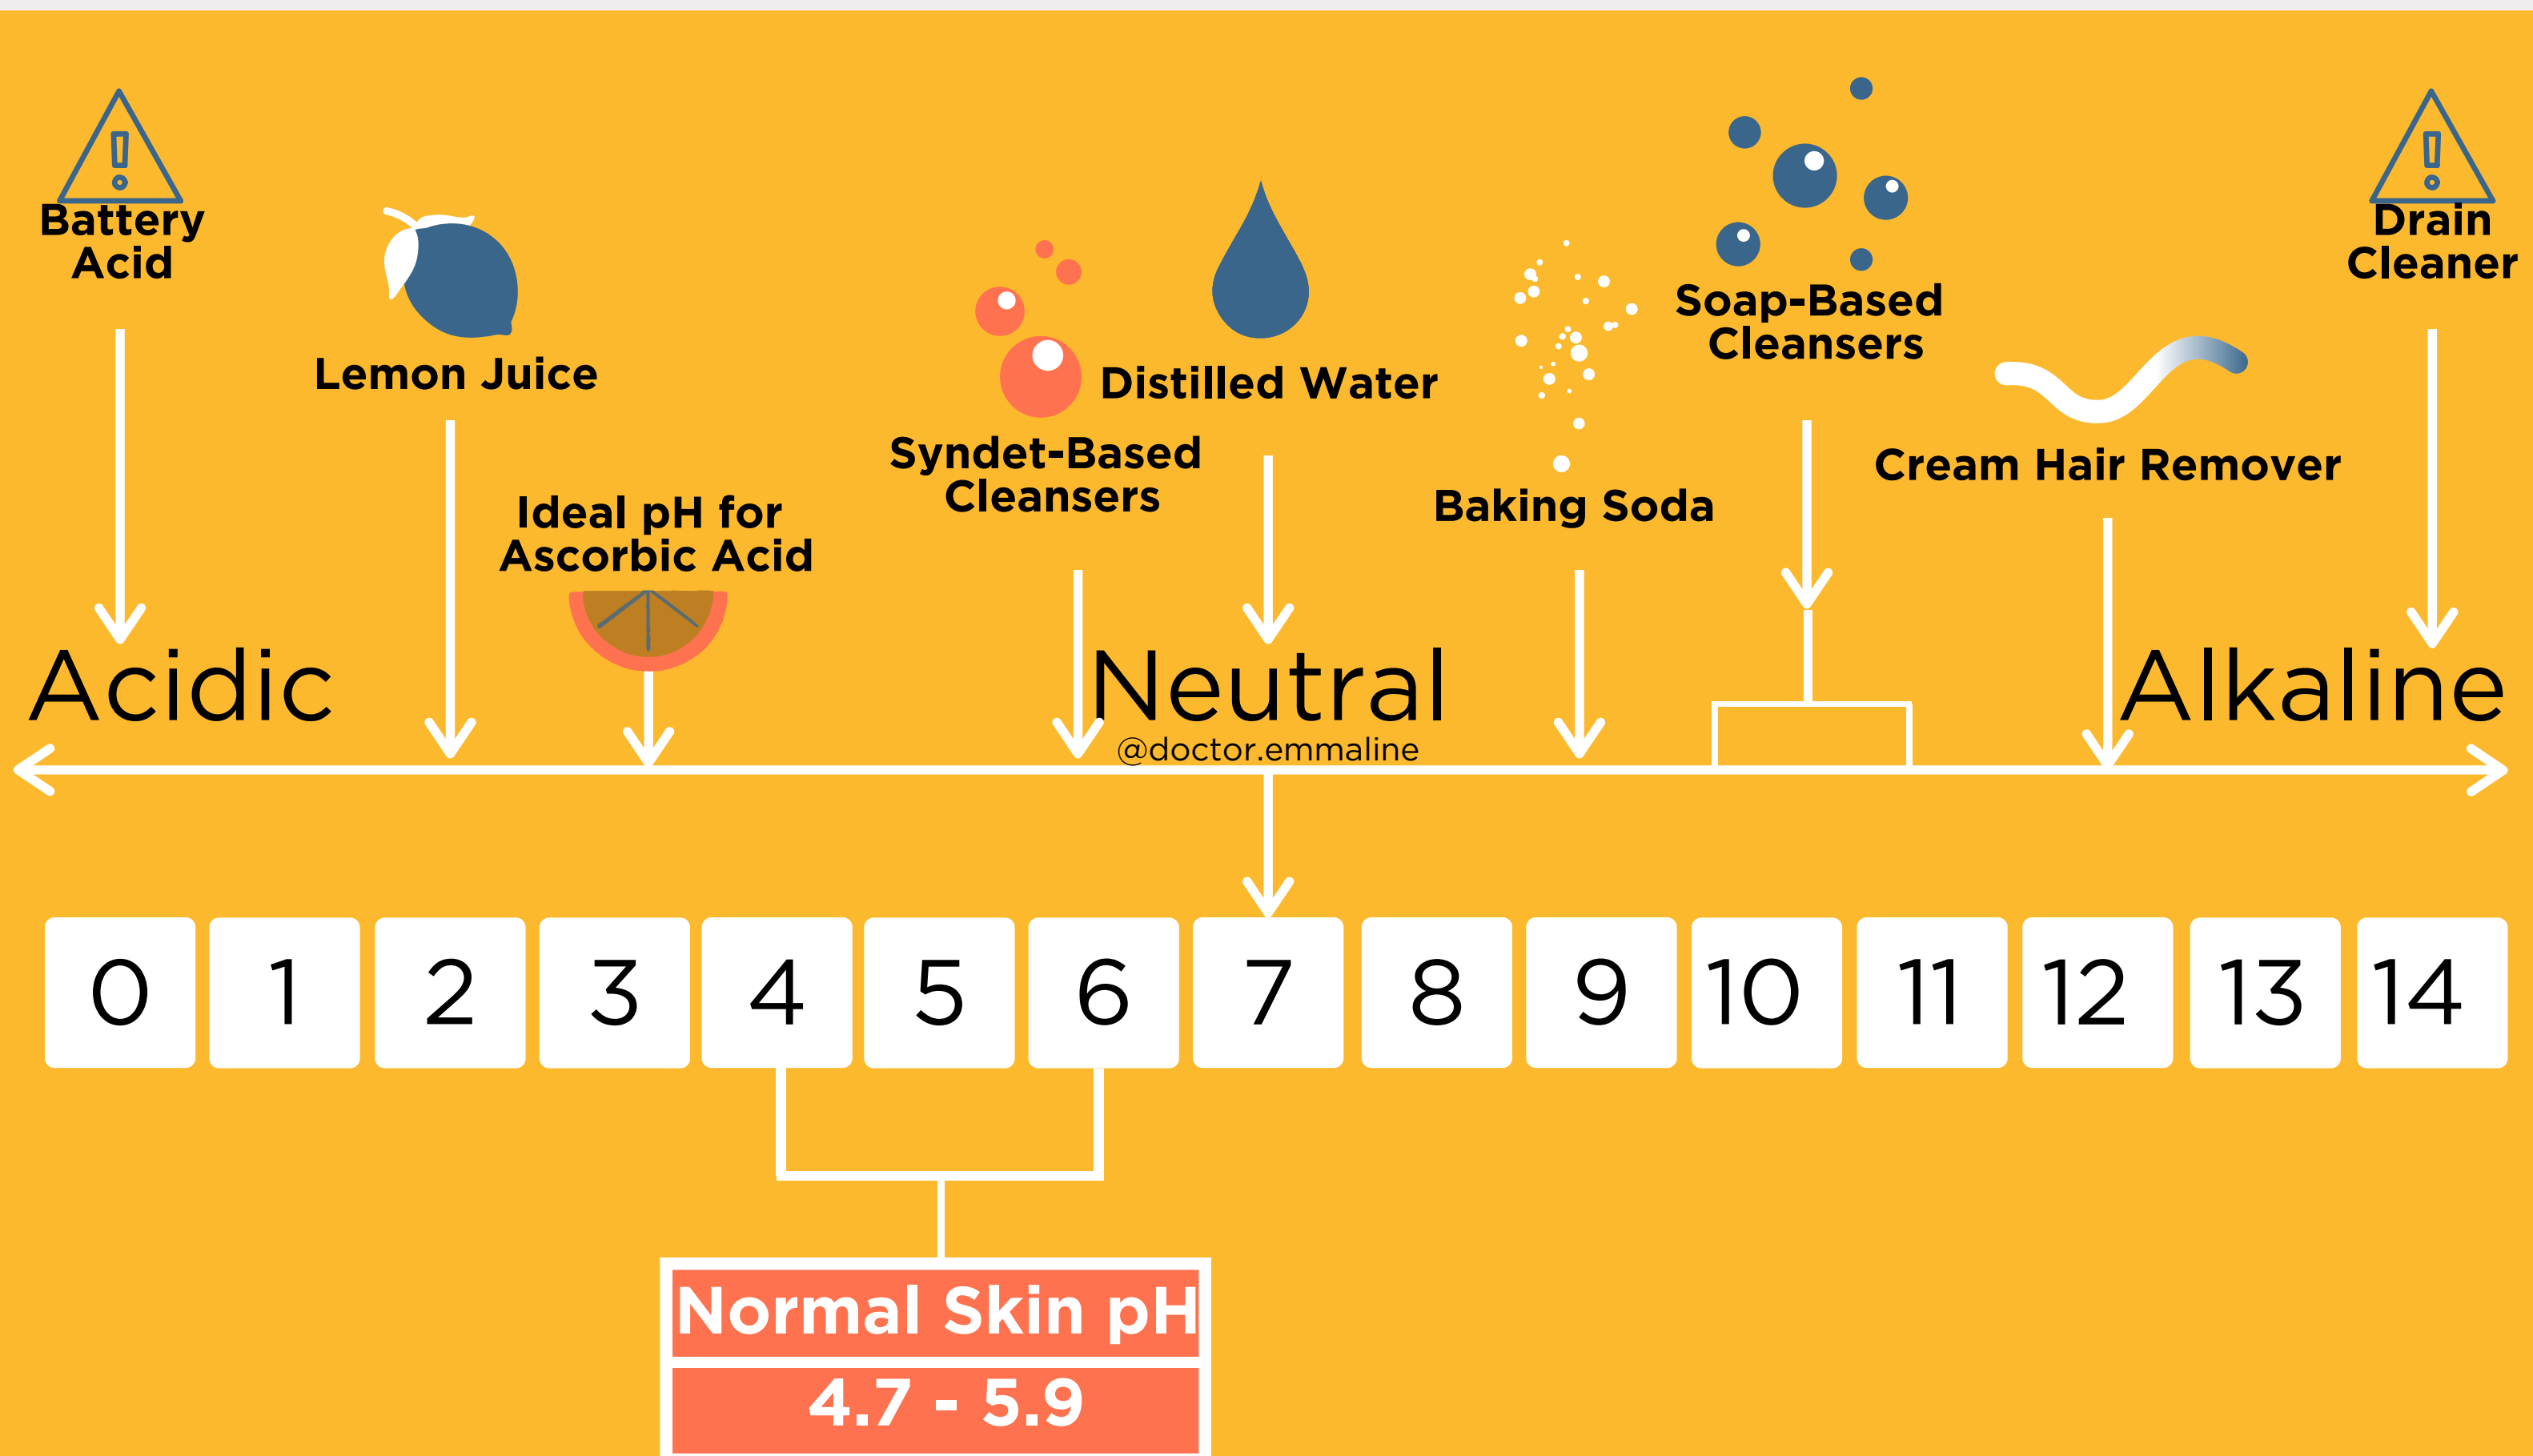 Battery
Acid
Lemon Juice
Ideal pH for
Ascorbic Acid
Syndet-Based
Cleansers
Distilled Water
Baking Soda
Soap-Based
Cleansers
Cream Hair Remover
Drain
Cleaner
Acidic
Neutral
Alkaline
@doctor.emmaline
0 1 2 3 4 5 6 7 8 9 10 11 12 13 14
Normal Skin pH
4.7 - 5.9